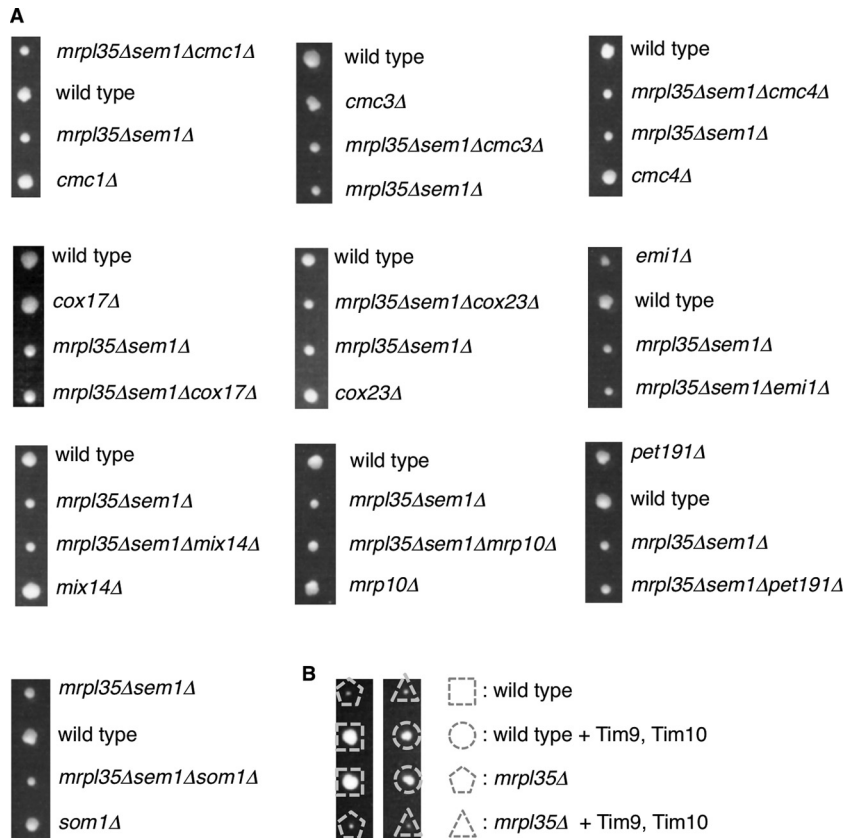 A
mrpl35Δsem1Δcmc1Δ
wild type
mrpl35Δsem1Δ
cmc1Δ
wild type
cmc3Δ
mrpl35Δsem1Δcmc3Δ
mrpl35Δsem1Δ
wild type
mrpl35Δsem1Δcmc4Δ
mrpl35Δsem1Δ
cmc4Δ
wild type
cox17Δ
mrpl35Δsem1Δ
mrpl35Δsem1Δcox17Δ
wild type
mrpl35Δsem1Δcox23Δ
mrpl35Δsem1Δ
cox23Δ
emi1Δ
wild type
mrpl35Δsem1Δ
mrpl35Δsem1Δemi1Δ
wild type
mrpl35Δsem1Δ
mrpl35Δsem1Δmix14Δ
mix14Δ
wild type
mrpl35Δsem1Δ
mrpl35Δsem1Δmrp10Δ
mrp10Δ
pet191Δ
wild type
mrpl35Δsem1Δ
mrpl35Δsem1Δpet191Δ
mrpl35Δsem1Δ
wild type
mrpl35Δsem1Δsom1Δ
som1Δ
B
: wild type
: wild type + Tim9, Tim10
: mrpl35Δ
: mrpl35Δ + Tim9, Tim10